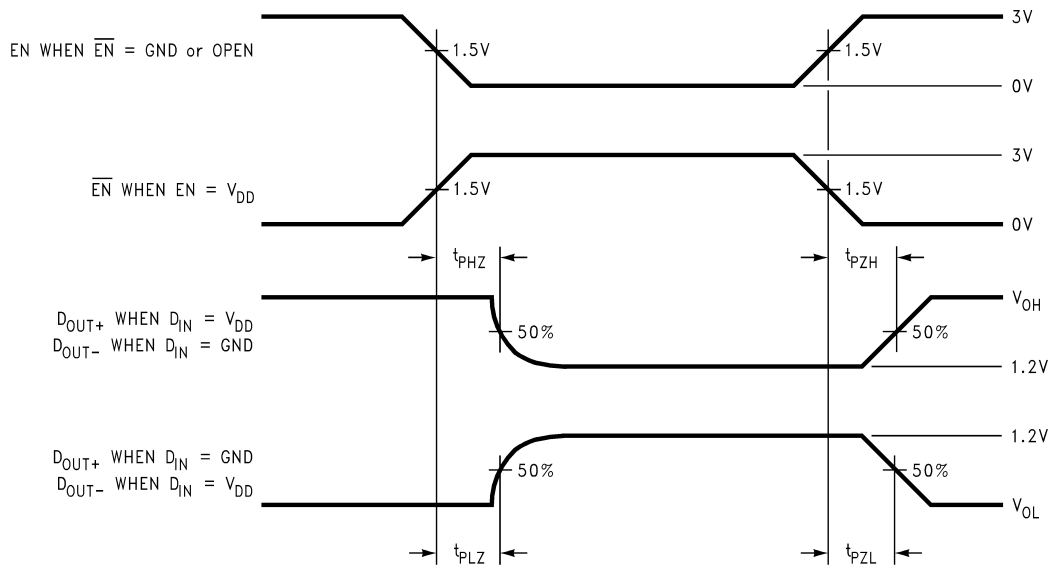 3V
EN WHEN E̅N̅ = GND or OPEN
1.5V
1.5V
0V
3V
E̅N̅ WHEN EN = VDD
1.5V
1.5V
0V
tPHZ
tPZH
VOH
DOUT+ WHEN DIN = VDD
DOUT− WHEN DIN = GND
50%
50%
1.2V
1.2V
DOUT+ WHEN DIN = GND
DOUT− WHEN DIN = VDD
50%
50%
VOL
tPLZ
tPZL